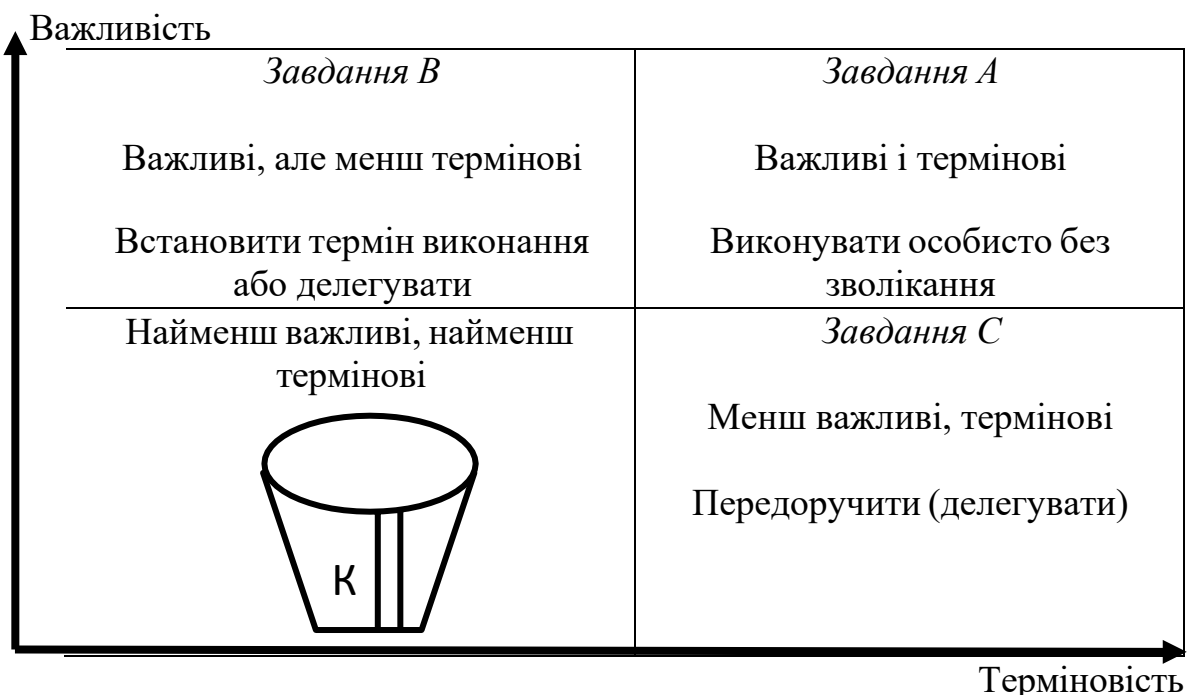 Важливість
Завдання В
Важливі, але менш термінові
Встановити термін виконання
або делегувати
Завдання А
Важливі і термінові
Виконувати особисто без
зволікання
Найменш важливі, найменш
термінові
К
Завдання С
Менш важливі, термінові
Передоручити (делегувати)
Терміновість